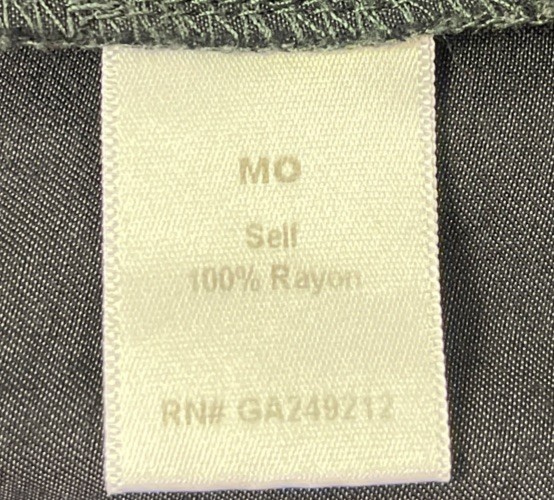 MO
Self
100% Rayon
RN# GA249212